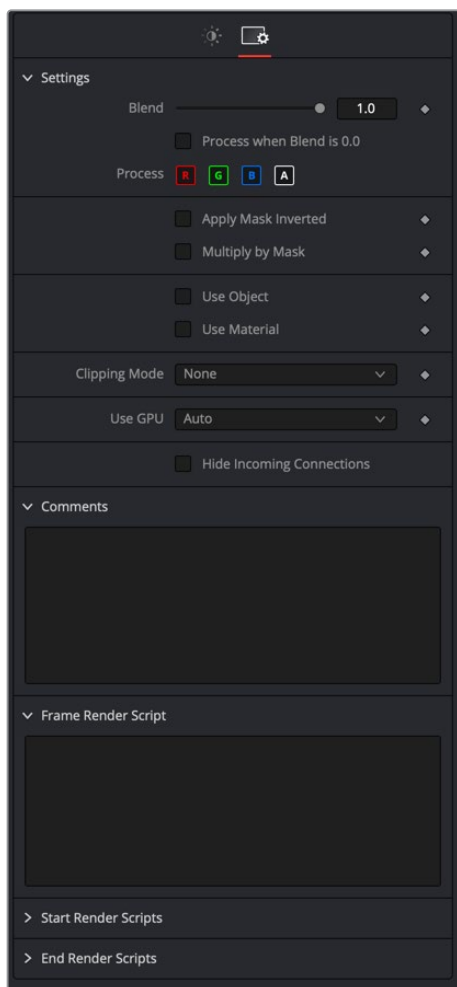 Settings
Blend 1.0
Process when Blend is 0.0
Process R G B A
Apply Mask Inverted
Multiply by Mask
Use Object
Use Material
Clipping Mode None
Use GPU Auto
Hide Incoming Connections
Comments
Frame Render Script
Start Render Scripts
End Render Scripts